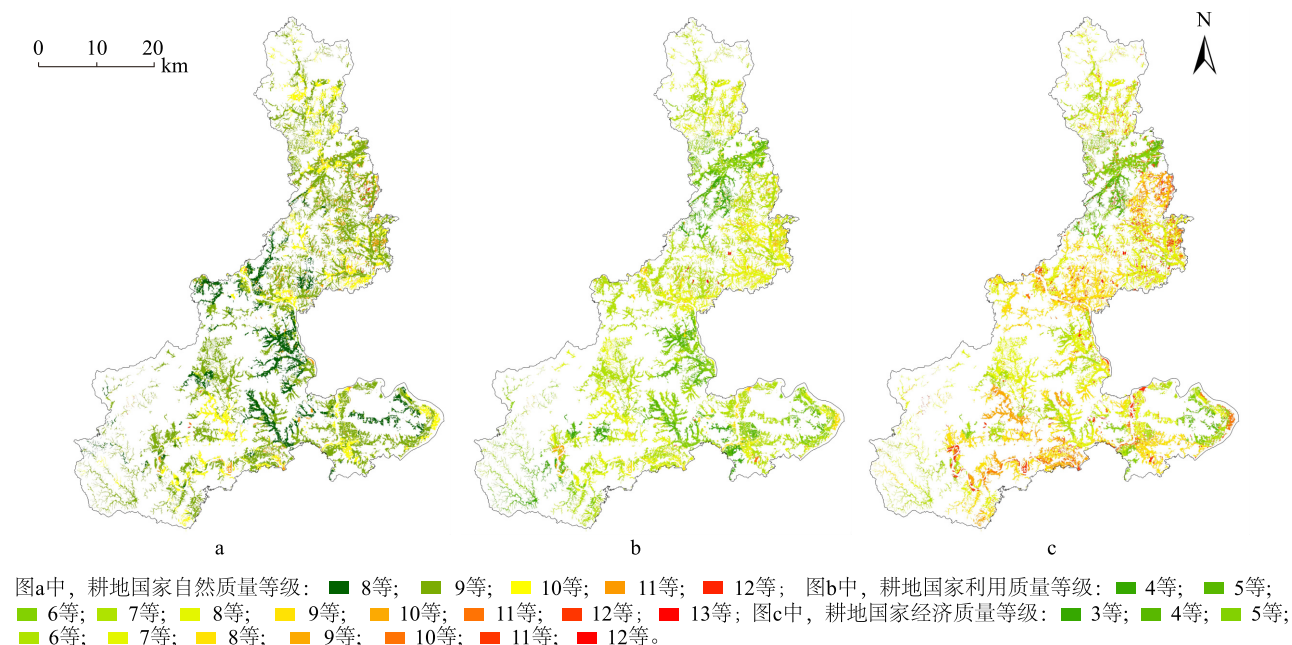 0 10 20
km
N
a b c
图a中，耕地国家自然质量等级： 8等； 9等； 10等； 11等； 12等； 图b中，耕地国家利用质量等级： 4等； 5等；
6等； 7等； 8等； 9等； 10等； 11等； 12等； 13等；图c中，耕地国家经济质量等级： 3等； 4等； 5等；
6等； 7等； 8等； 9等； 10等； 11等； 12等。